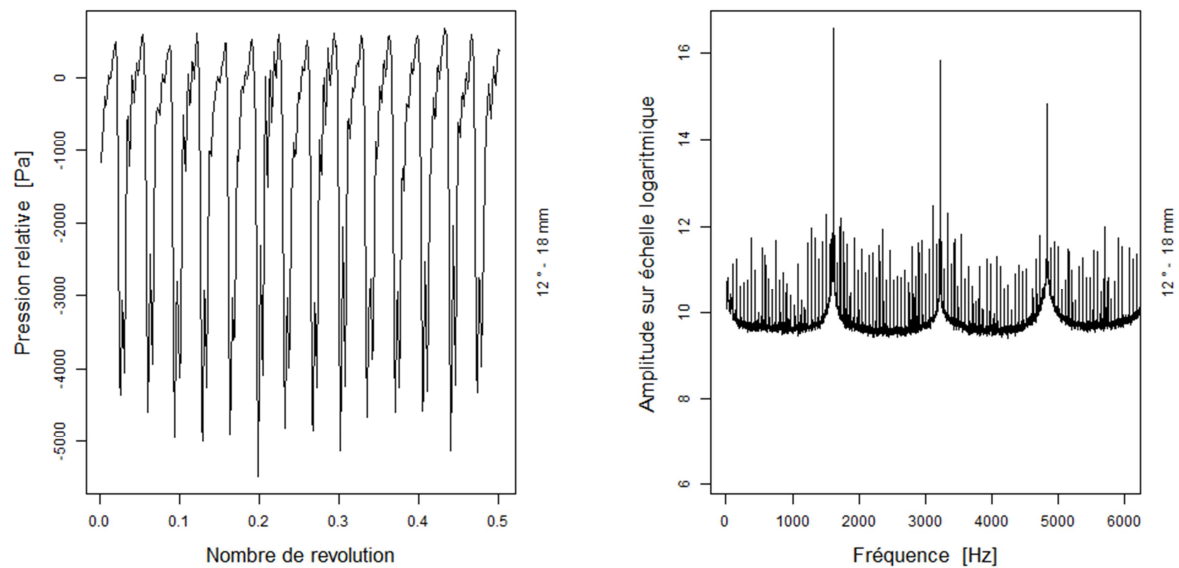 Pression relative [Pa]
0
-1000
-2000
-3000
-4000
-5000
0.0 0.1 0.2 0.3 0.4 0.5
Nombre de revolution
12 ° - 18 mm
Amplitude sur échelle logaritmique
16
14
12
10
8
6
0 1000 2000 3000 4000 5000 6000
Fréquence [Hz]
12 ° - 18 mm